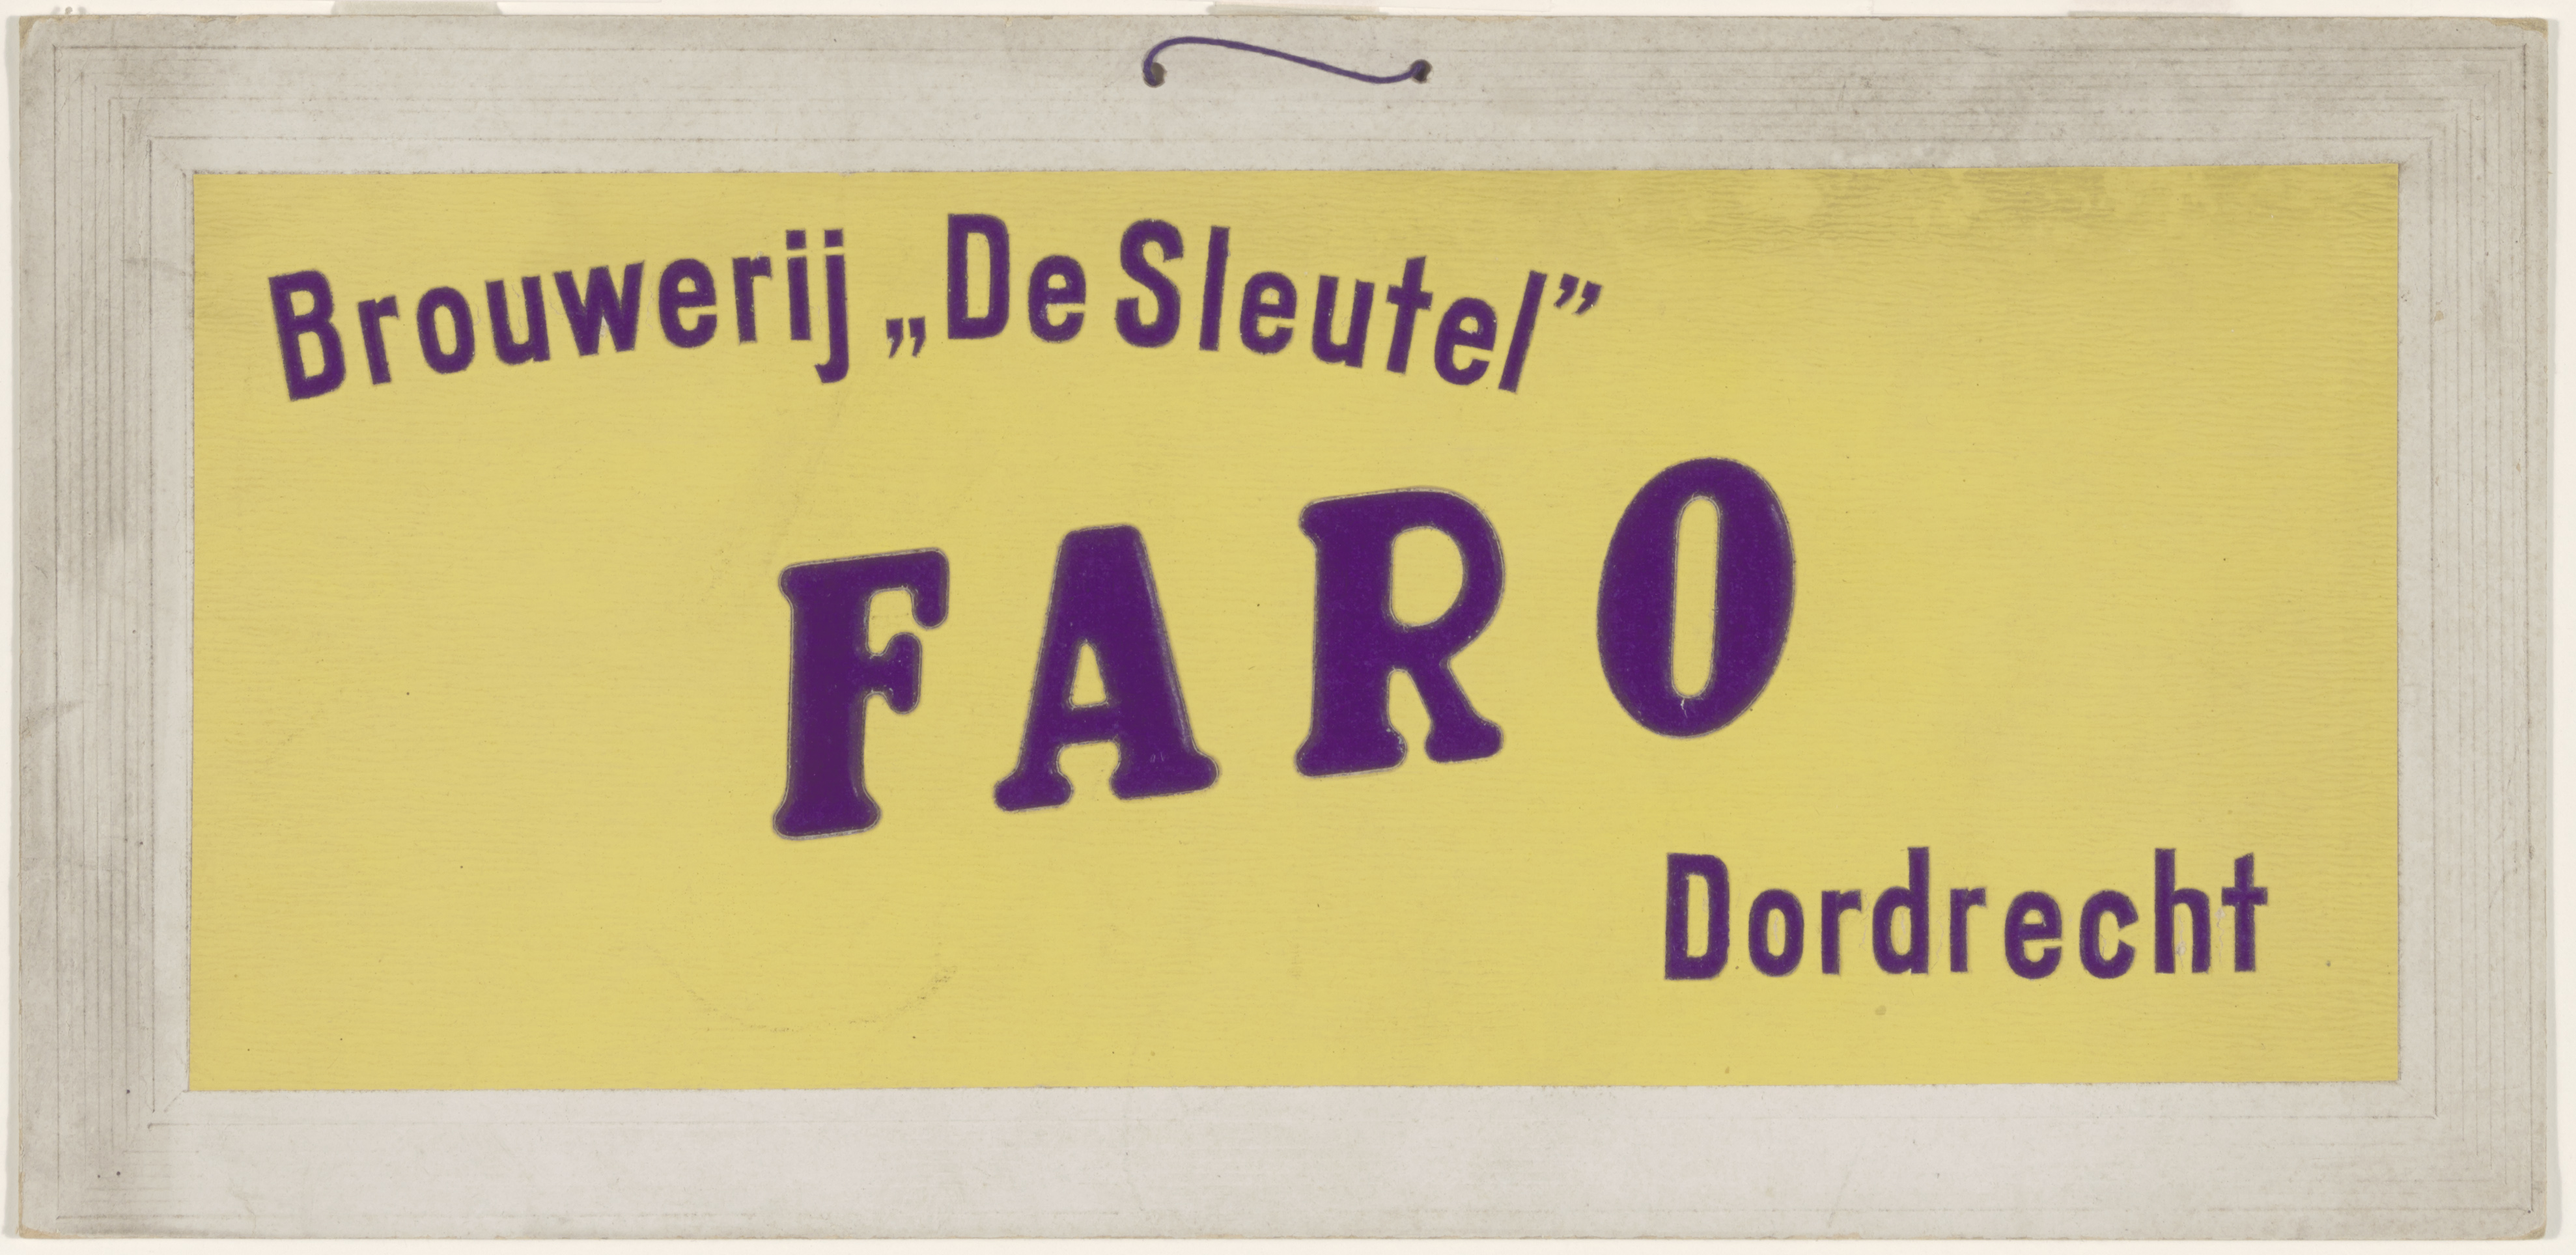 Brouwerij „De Sleutel”
FARO
Dordrecht